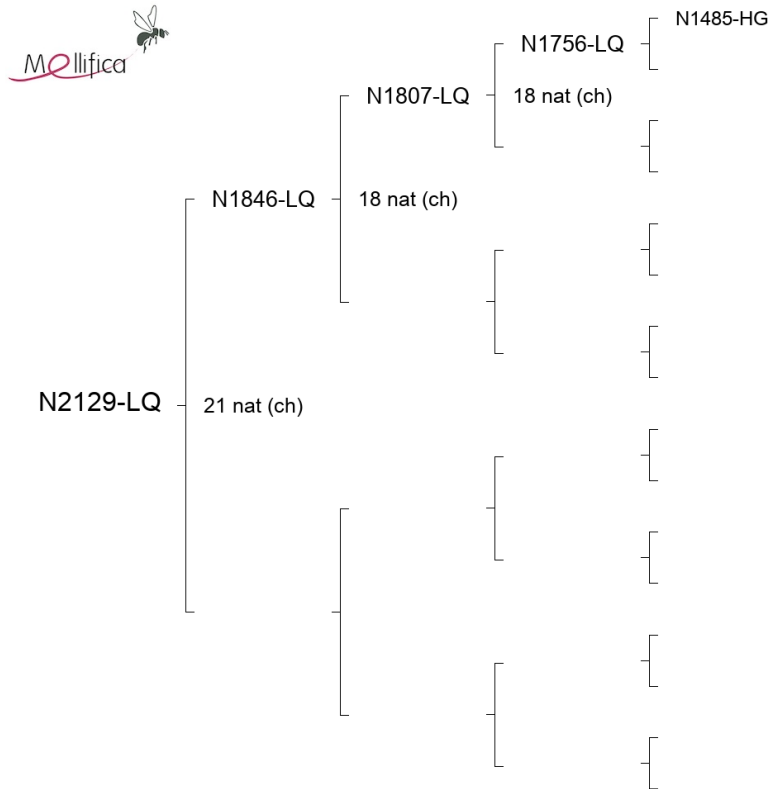 Mellifica
N1485-HG
N1756-LQ
N1807-LQ
18 nat (ch)
N1846-LQ
18 nat (ch)
N2129-LQ
21 nat (ch)